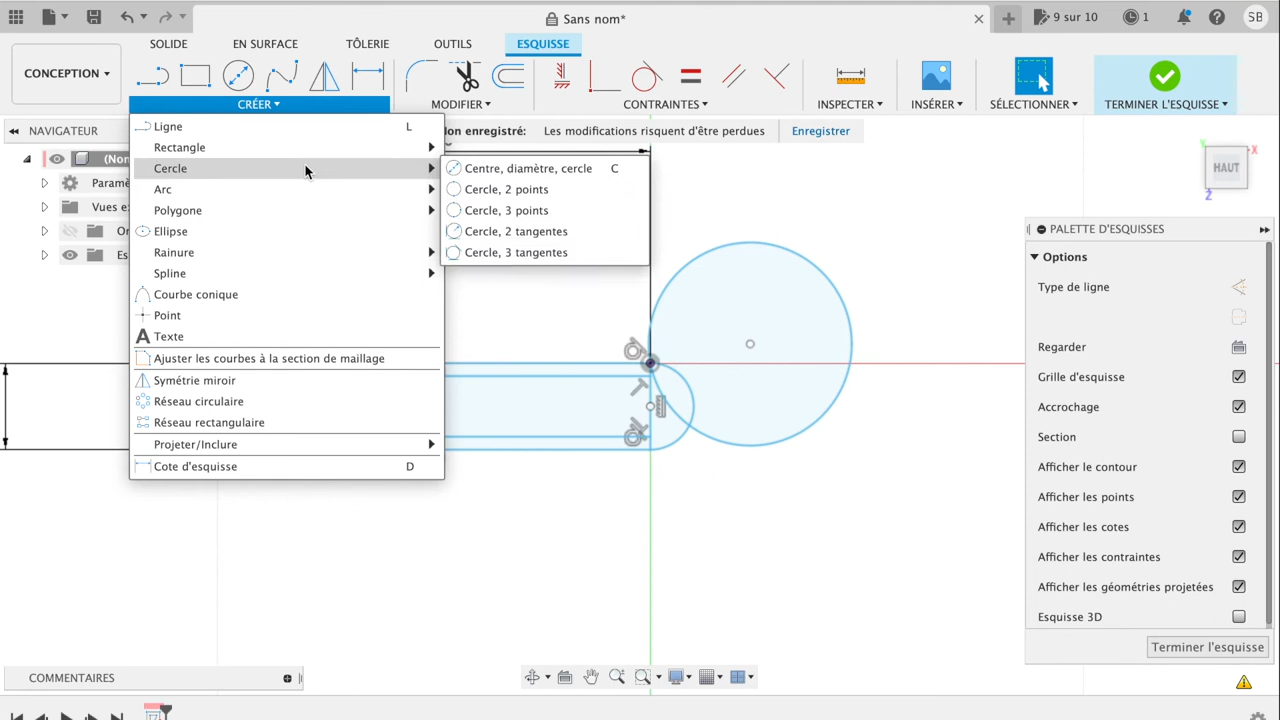 Sans nom*
9 sur 10
1
SB
SOLIDE
EN SURFACE
TÔLERIE
OUTILS
ESQUISSE
CONCEPTION
CRÉER
MODIFIER
CONTRAINTES
INSPECTER
INSÉRER
SÉLECTIONNER
TERMINER L'ESQUISSE
NAVIGATEUR
on enregistré:
Les modifications risquent d'être perdues
Enregistrer
Ligne L
Rectangle
Cercle
Arc
Polygone
Ellipse
Rainure
Spline
Courbe conique
Point
Texte
Ajuster les courbes à la section de maillage
Symétrie miroir
Réseau circulaire
Réseau rectangulaire
Projeter/Inclure
Cote d'esquisse D
Centre, diamètre, cercle C
Cercle, 2 points
Cercle, 3 points
Cercle, 2 tangentes
Cercle, 3 tangentes
HAUT
X
Z
PALETTE D'ESQUISSES
Options
Type de ligne
Regarder
Grille d'esquisse
Accrochage
Section
Afficher le contour
Afficher les points
Afficher les cotes
Afficher les contraintes
Afficher les géométries projetées
Esquisse 3D
Terminer l'esquisse
COMMENTAIRES